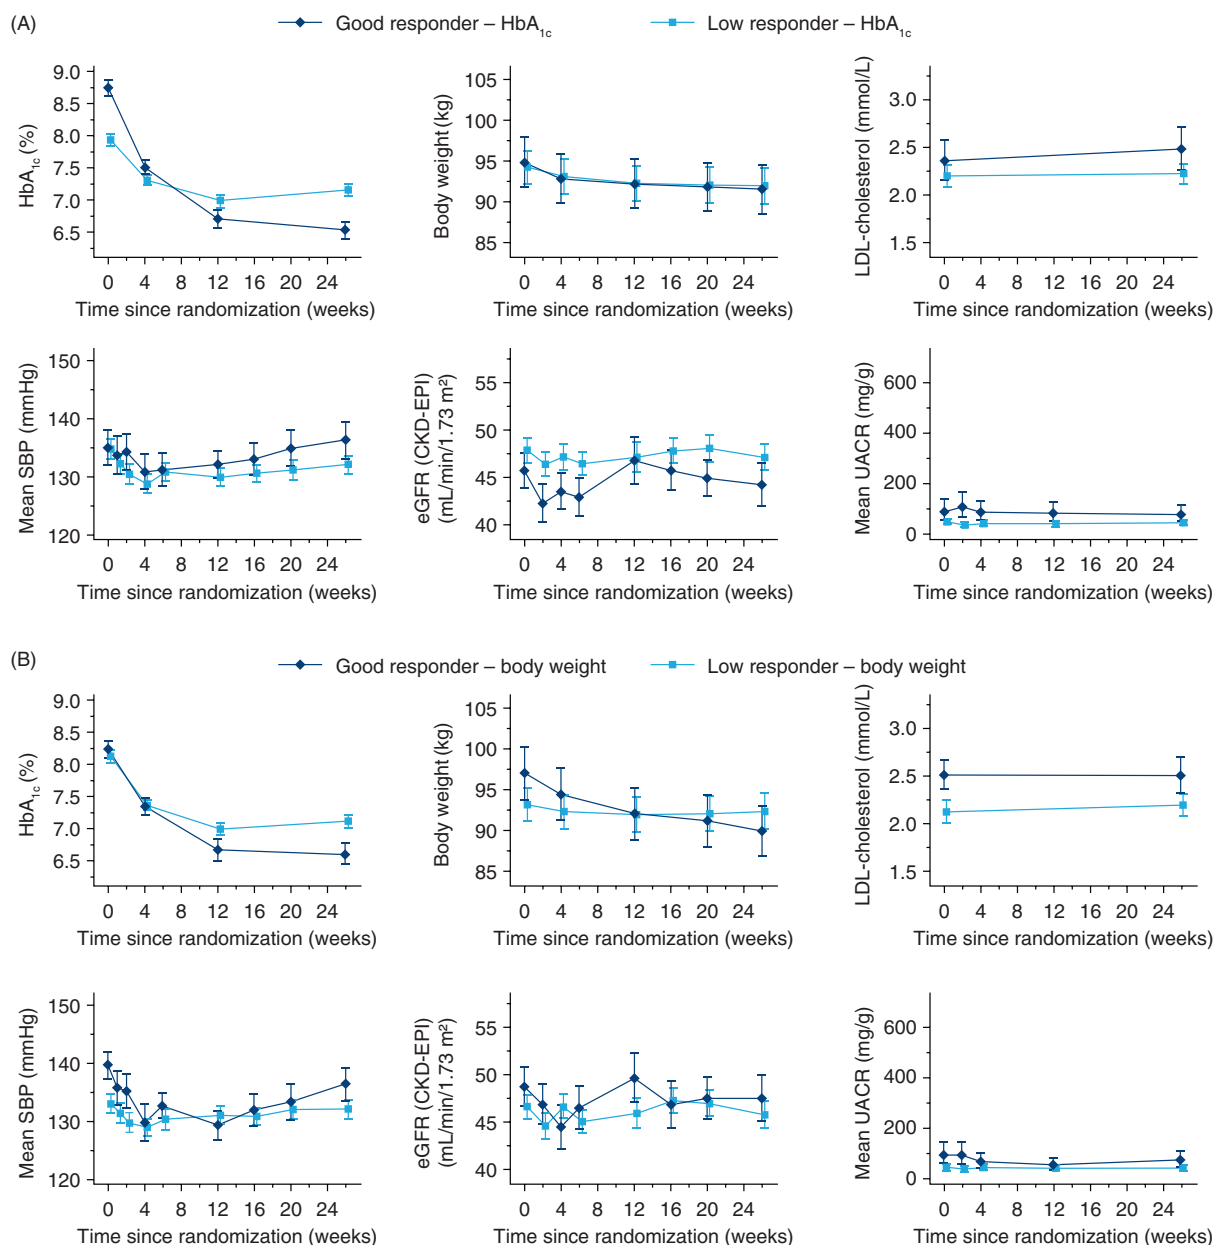 (A)
Good responder – HbA1c
Low responder – HbA1c
HbA1c (%)
9.0
8.5
8.0
7.5
7.0
6.5
0 4 8 12 16 20 24
Time since randomization (weeks)
Body weight (kg)
105
100
95
90
85
0 4 8 12 16 20 24
Time since randomization (weeks)
LDL-cholesterol (mmol/L)
3.0
2.5
2.0
1.5
0 4 8 12 16 20 24
Time since randomization (weeks)
Mean SBP (mmHg)
150
140
130
120
0 4 8 12 16 20 24
Time since randomization (weeks)
eGFR (CKD-EPI)
(mL/min/1.73 m²)
55
50
45
40
0 4 8 12 16 20 24
Time since randomization (weeks)
Mean UACR (mg/g)
600
400
200
0
0 4 8 12 16 20 24
Time since randomization (weeks)
(B)
Good responder – body weight
Low responder – body weight
HbA1c (%)
9.0
8.5
8.0
7.5
7.0
6.5
0 4 8 12 16 20 24
Time since randomization (weeks)
Body weight (kg)
105
100
95
90
85
0 4 8 12 16 20 24
Time since randomization (weeks)
LDL-cholesterol (mmol/L)
3.0
2.5
2.0
1.5
0 4 8 12 16 20 24
Time since randomization (weeks)
Mean SBP (mmHg)
150
140
130
120
0 4 8 12 16 20 24
Time since randomization (weeks)
eGFR (CKD-EPI)
(mL/min/1.73 m²)
55
50
45
40
0 4 8 12 16 20 24
Time since randomization (weeks)
Mean UACR (mg/g)
600
400
200
0
0 4 8 12 16 20 24
Time since randomization (weeks)